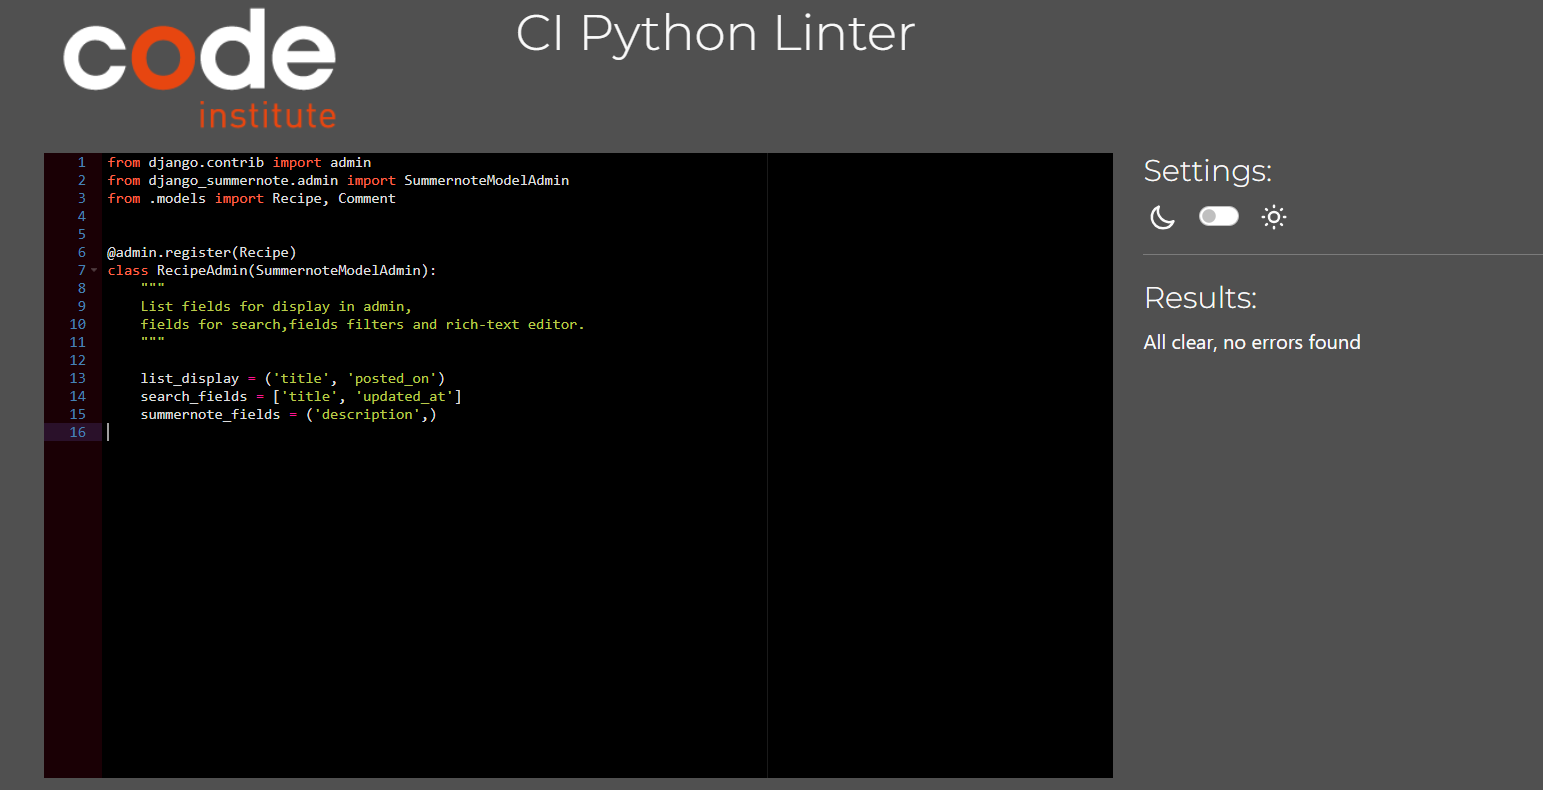 code
institute
CI Python Linter
1 from django.contrib import admin
2 from django_summernote.admin import SummernoteModelAdmin
3 from .models import Recipe, Comment
4
5
6 @admin.register(Recipe)
7 class RecipeAdmin(SummernoteModelAdmin):
8     """
9     List fields for display in admin,
10     fields for search,fields filters and rich-text editor.
11     """
12
13     list_display = ('title', 'posted_on')
14     search_fields = ['title', 'updated_at']
15     summernote_fields = ('description',)
16
Settings:
Results:
All clear, no errors found